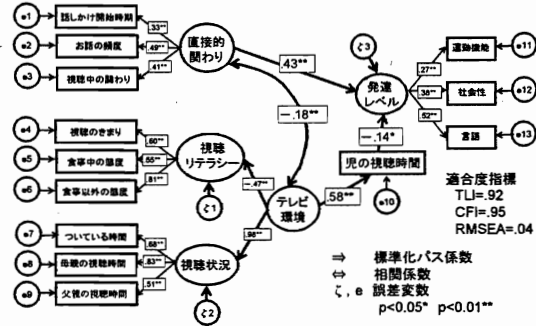 e1
話しかけ開始時期
.33**
e2
お話の頻度
.49**
e3
視聴中の関わり
.41**
直接的
関わり
.43**
ζ3
発達
レベル
.27**
運動機能
e11
.38**
社会性
e12
.52**
言語
e13
-.18**
-.14*
e4
視聴のきまり
.60**
e5
食事中の態度
.55**
e6
食事以外の態度
.81**
視聴
リテラシー
ζ1
-.47**
テレビ
環境
.58**
児の視聴時間
e10
適合度指標
TLI=.92
CFI=.95
RMSEA=.04
e7
ついている時間
.68**
e8
母親の視聴時間
.83**
e9
父親の視聴時間
.51**
視聴状況
ζ2
.98**
⇒ 標準化パス係数
⇔ 相関係数
ζ, e 誤差変数
p<0.05* p<0.01**